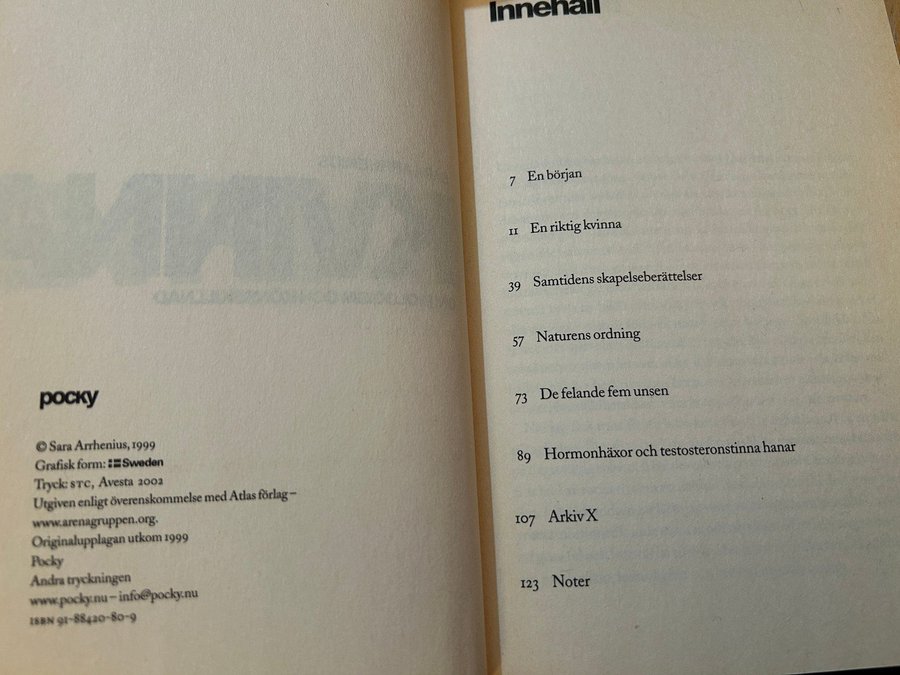 pocky
© Sara Arrhenius, 1999
Grafisk form: Sweden
Tryck: STC, Avesta 2002
Utgiven enligt överenskommelse med Atlas förlag –
www.arenagruppen.org.
Originalupplagan utkom 1999
Pocky
Andra tryckningen
www.pocky.nu – info@pocky.nu
ISBN 91-88420-80-9
Innehåll
7 En början
11 En riktig kvinna
39 Samtidens skapelseberättelser
57 Naturens ordning
73 De felande fem unsen
89 Hormonhäxor och testosteronstinna hanar
107 Arkiv X
123 Noter